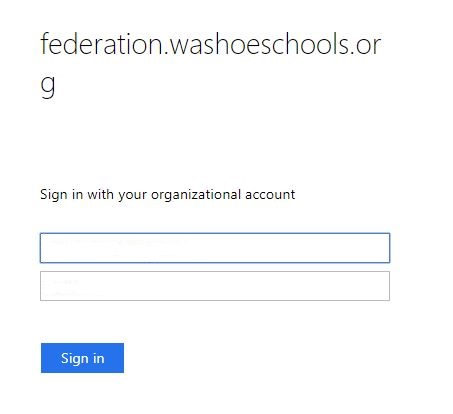 federation.washoeschools.or
g
Sign in with your organizational account
Sign in